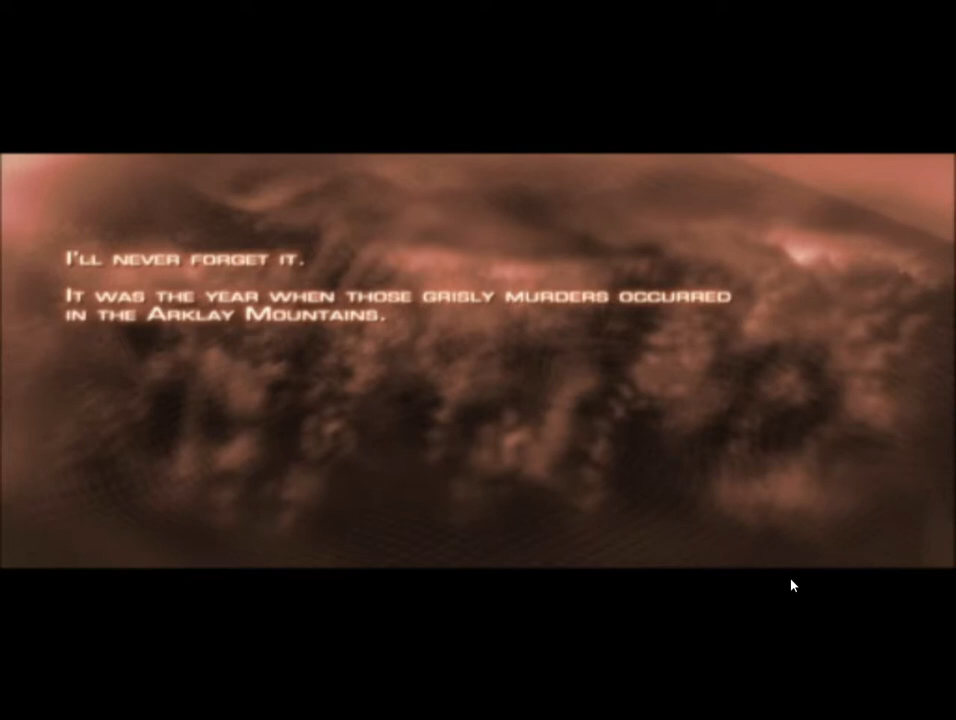 I'll never forget it.
It was the year when those grisly murders occurred
in the Arklay Mountains.